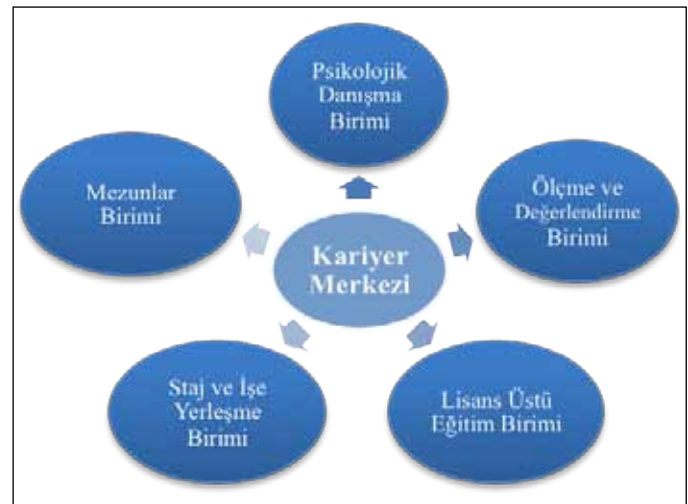 Psikolojik
Danışma
Birimi
Mezunlar
Birimi
Ölçme ve
Değerlendirme
Birimi
Kariyer
Merkezi
Staj ve İşe
Yerleşme
Birimi
Lisans Üstü
Eğitim Birimi